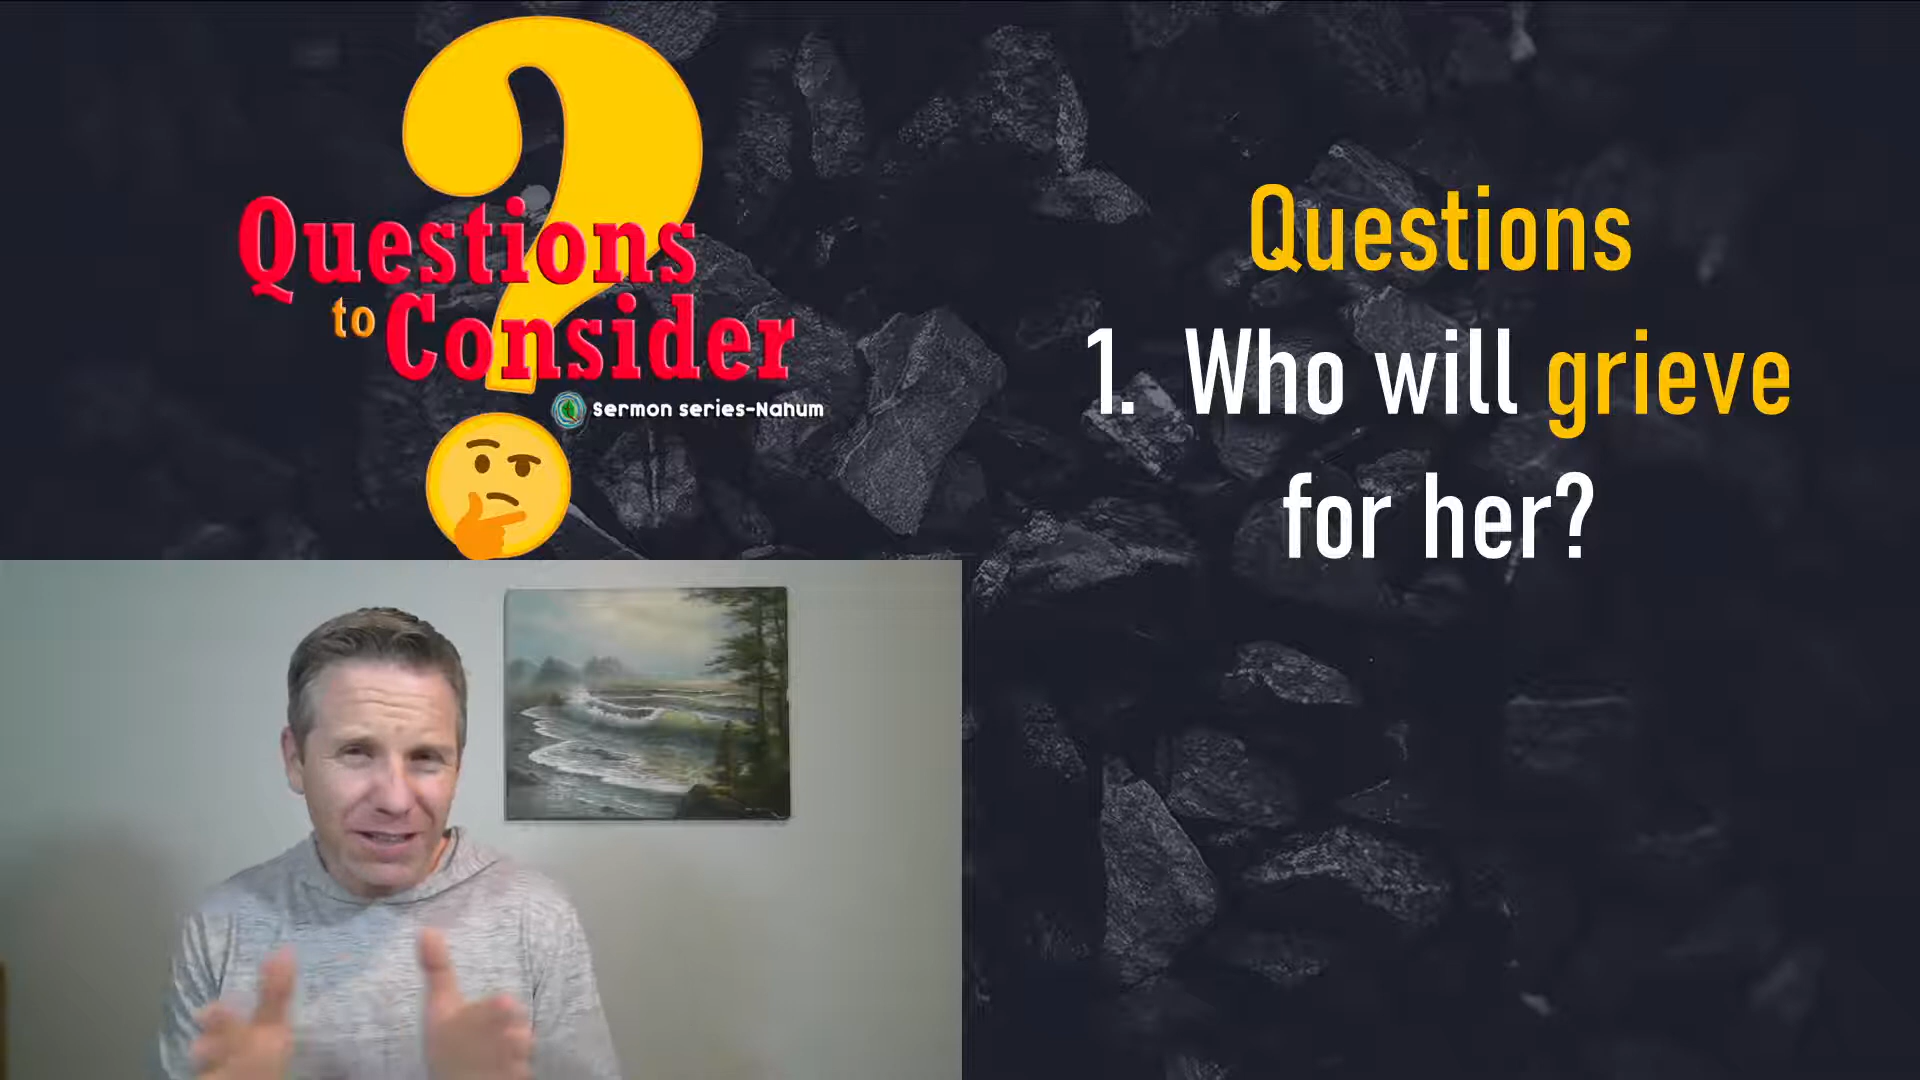 Questions
to Consider
Sermon series-Nahum
Questions
1. Who will grieve
for her?